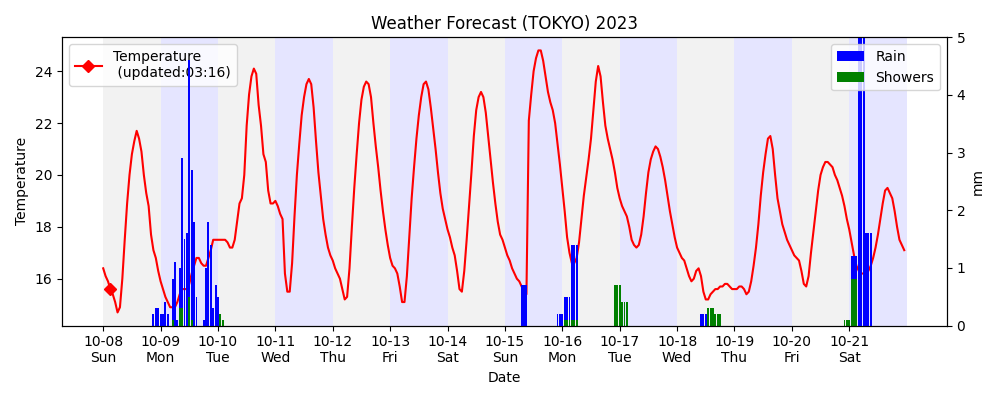 Weather Forecast (TOKYO) 2023
Temperature
(updated:03:16)
Rain
Showers
Temperature
24
22
20
18
16
5
4
3
2
1
0
mm
10-08 10-09 10-10 10-11 10-12 10-13 10-14 10-15 10-16 10-17 10-18 10-19 10-20 10-21
Sun Mon Tue Wed Thu Fri Sat Sun Mon Tue Wed Thu Fri Sat
Date